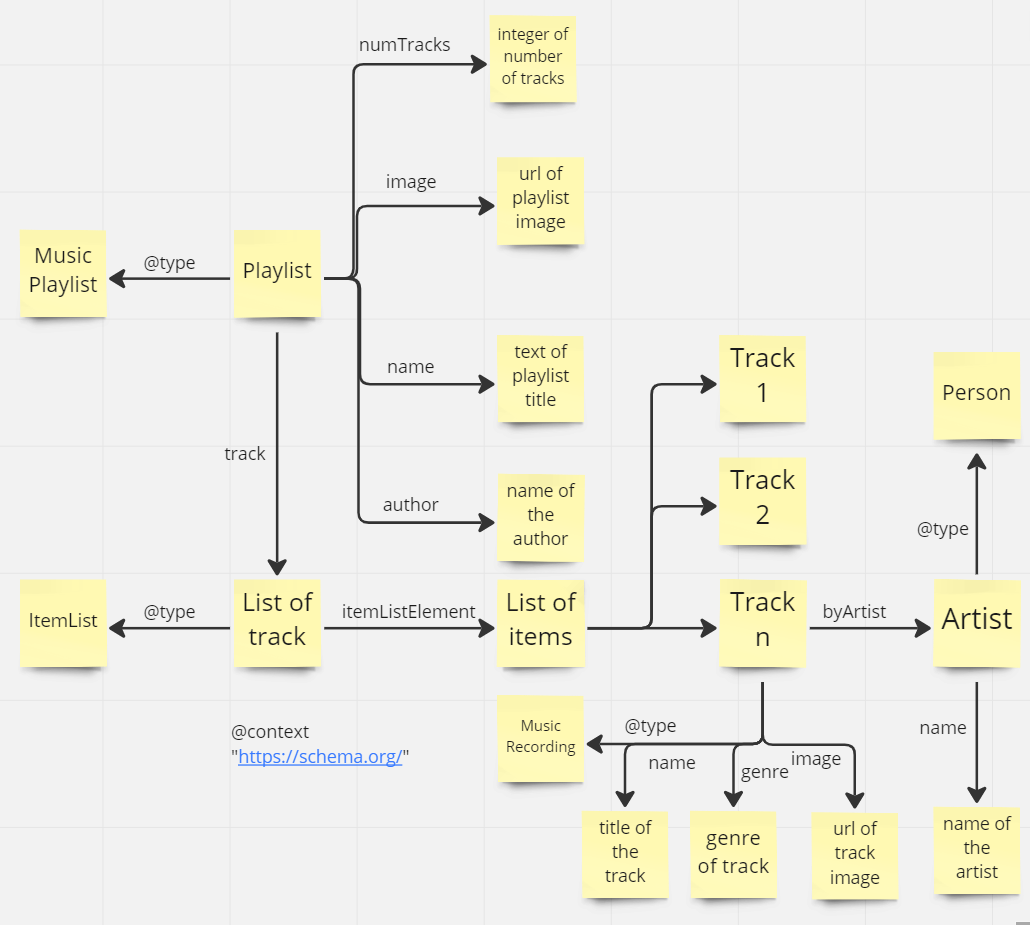 numTracks
integer of
number
of tracks
image
url of
playlist
image
Music
Playlist
@type
Playlist
name
text of
playlist
title
Track
1
Person
track
author
name of
the
author
Track
2
@type
ItemList
@type
List of
track
itemListElement
List of
items
Track
n
byArtist
Artist
@context
"https://schema.org/"
Music
Recording
@type
name
genre
image
name
title of
the
track
genre
of track
url of
track
image
name of
the
artist